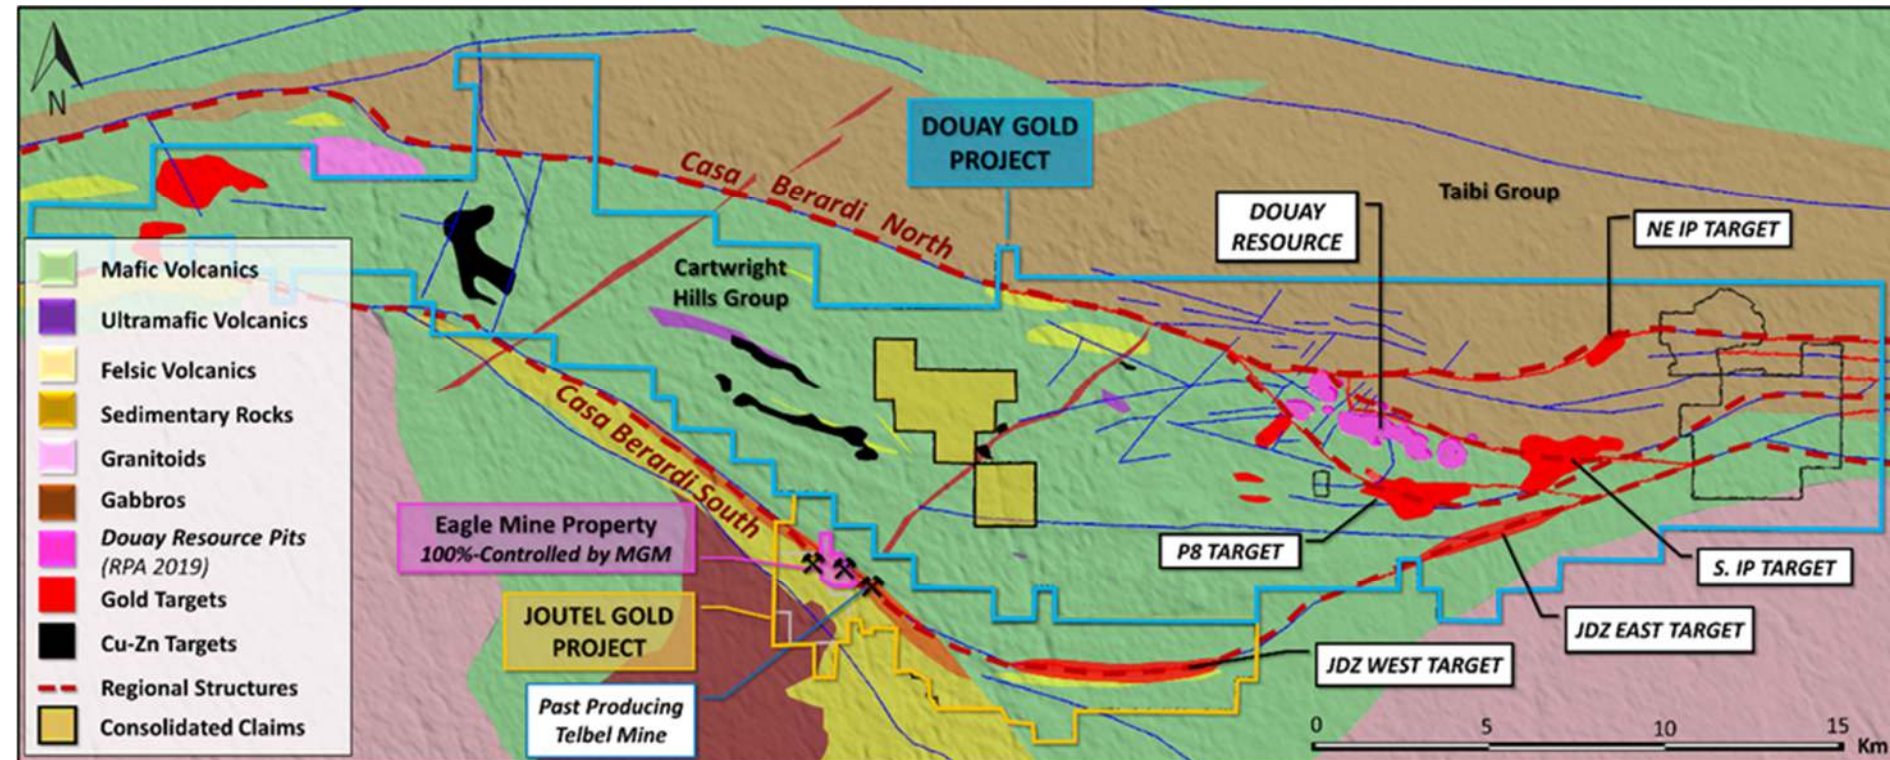 N
DOUAY GOLD
PROJECT
Casa Berardi North
Taibi Group
DOUAY
RESOURCE
NE IP TARGET
Cartwright
Hills Group
Mafic Volcanics
Ultramafic Volcanics
Felsic Volcanics
Sedimentary Rocks
Granitoids
Gabbros
Douay Resource Pits
(RPA 2019)
Gold Targets
Cu-Zn Targets
Regional Structures
Consolidated Claims
Casa Berardi South
Eagle Mine Property
100%-Controlled by MGM
JOUTEL GOLD
PROJECT
Past Producing
Telbel Mine
P8 TARGET
S. IP TARGET
JDZ EAST TARGET
JDZ WEST TARGET
0 5 10 15
Km